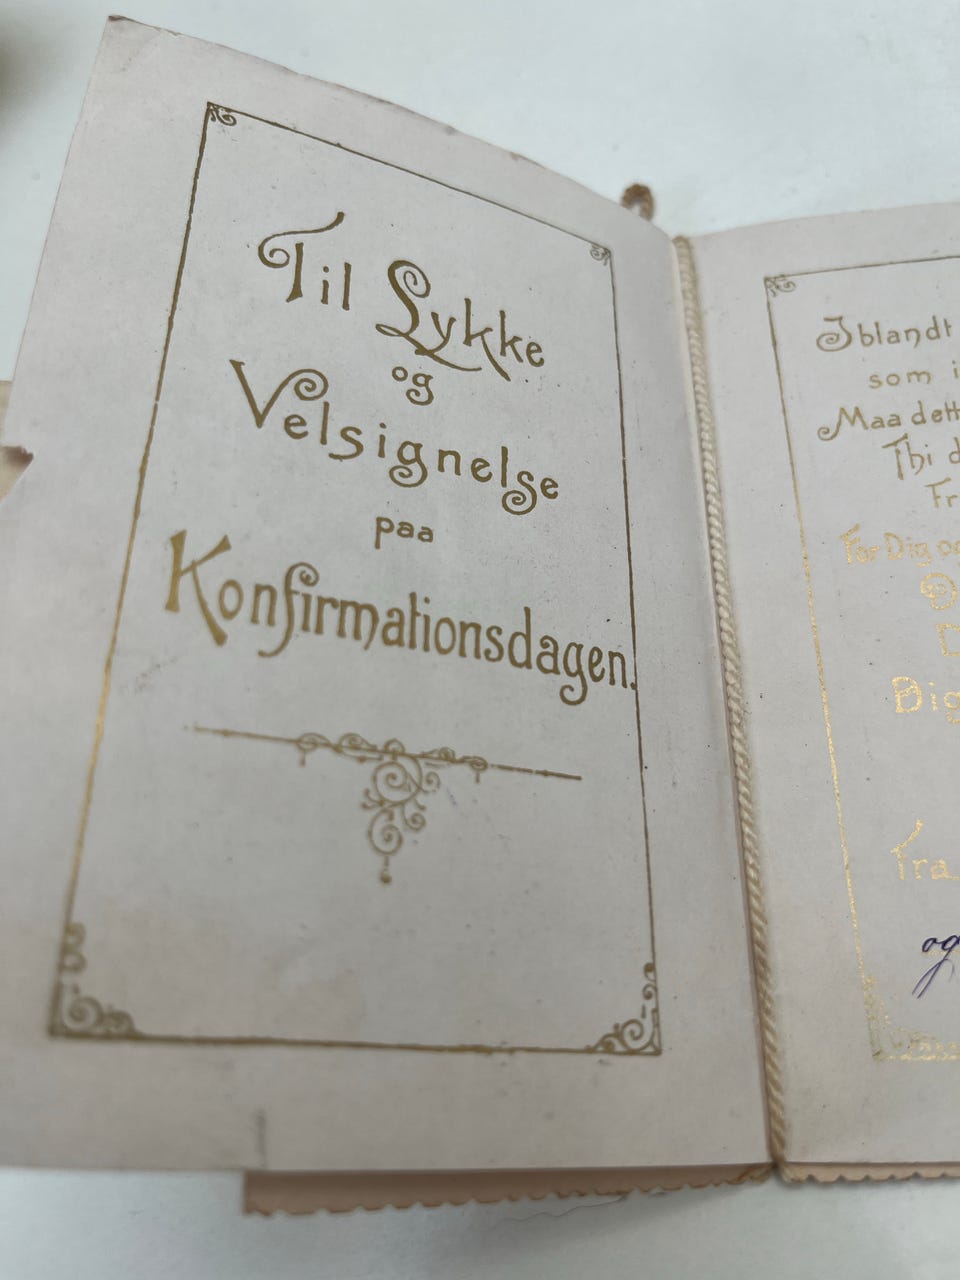 Til Lykke
og
Velsignelse
paa
Konfirmationsdagen.
Iblandt
som i
Maa dett
Thi d
Fr
For Dig og
D
D
Dig
Fra
og